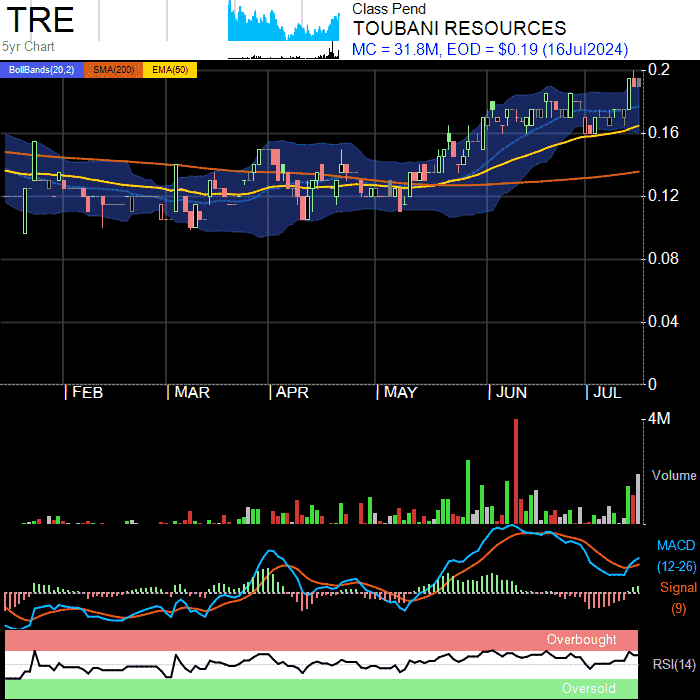 TRE
5yr Chart
Class Pend
TOUBANI RESOURCES
MC = 31.8M, EOD = $0.19 (16Jul2024)
BollBands(20,2) SMA(200) EMA(50)
0.2
0.16
0.12
0.08
0.04
0
FEB MAR APR MAY JUN JUL
4M
Volume
MACD
(12-26)
Signal
(9)
Overbought
RSI(14)
Oversold